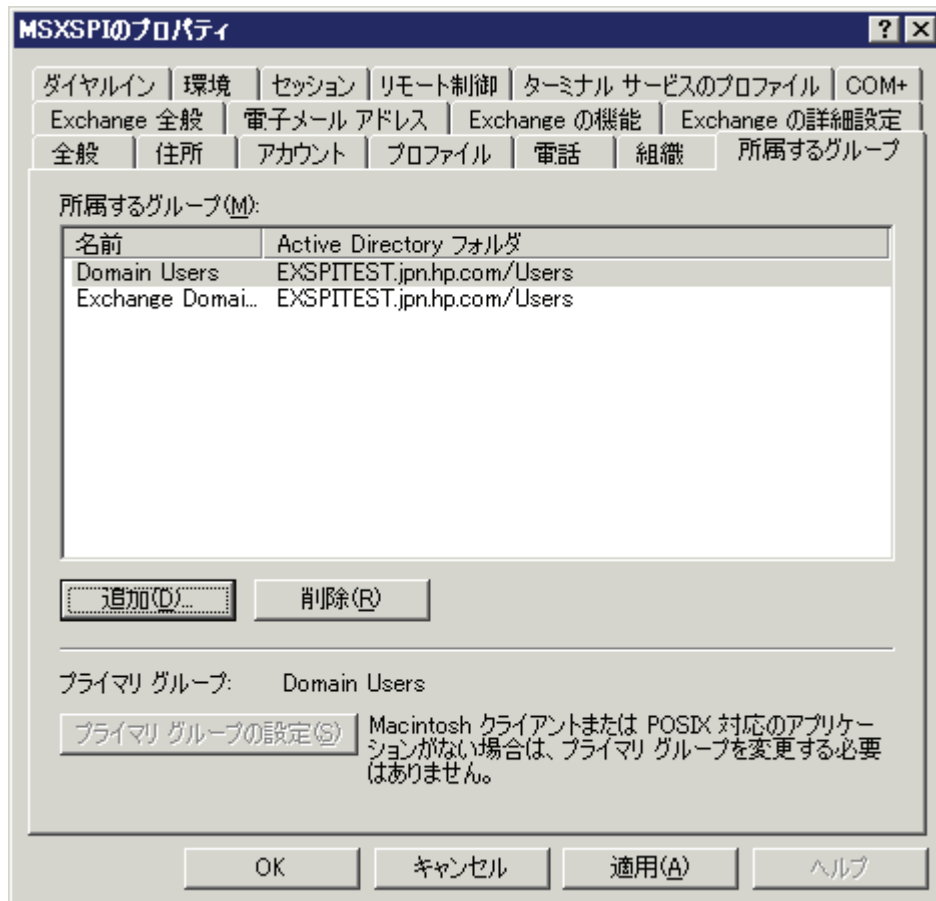 MSXSPIのプロパティ
ダイヤルイン 環境 セッション リモート制御 ターミナル サービスのプロファイル COM+
Exchange 全般 電子メール アドレス Exchange の機能 Exchange の詳細設定
全般 住所 アカウント プロファイル 電話 組織 所属するグループ
所属するグループ(M):
名前 Active Directory フォルダ
Domain Users EXSPITEST.jpn.hp.com/Users
Exchange Domai... EXSPITEST.jpn.hp.com/Users
追加(D)... 削除(R)
プライマリ グループ: Domain Users
プライマリ グループの設定(S)
Macintosh クライアントまたは POSIX 対応のアプリケー
ションがない場合は、プライマリ グループを変更する必要
はありません。
OK キャンセル 適用(A) ヘルプ